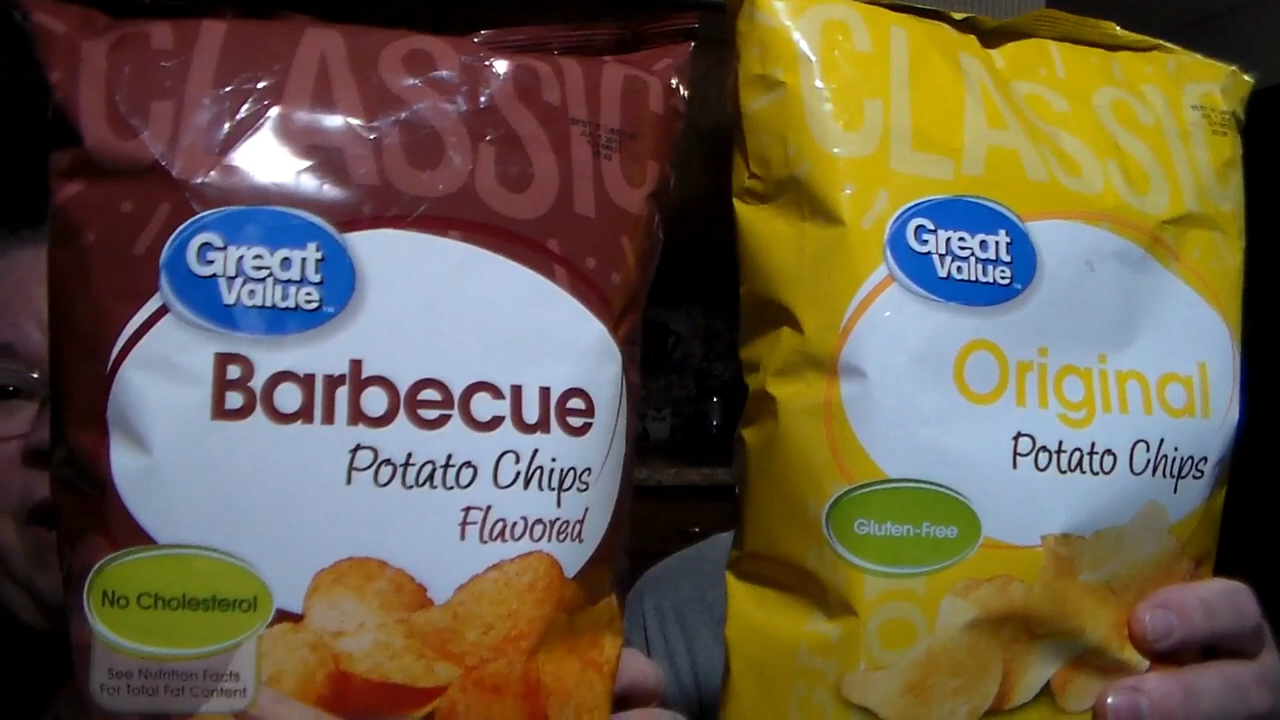 CLASSIC
Great
Value
Barbecue
Potato Chips
Flavored
No Cholesterol
See Nutrition Facts
For Total Fat Content
CLASSIC
Great
Value
Original
Potato Chips
Gluten-Free